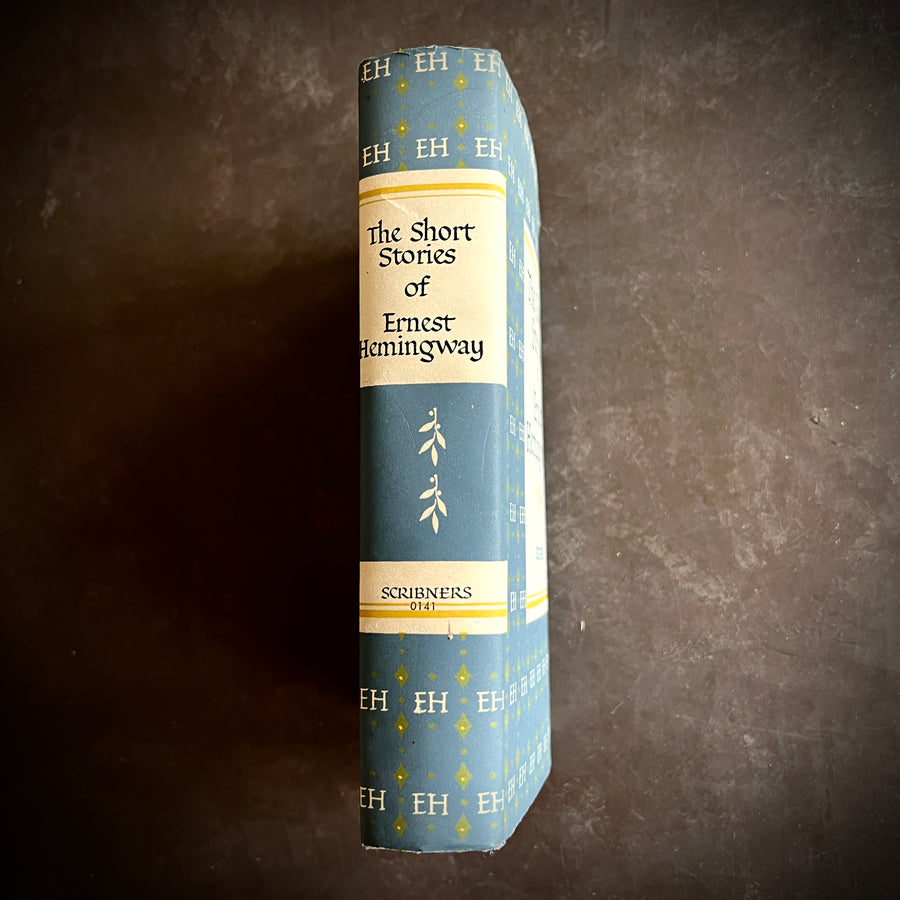 EH EH EH
EH EH EH
The Short
Stories
of
Ernest
Hemingway
SCRIBNERS
0141
EH EH EH
EH EH EH